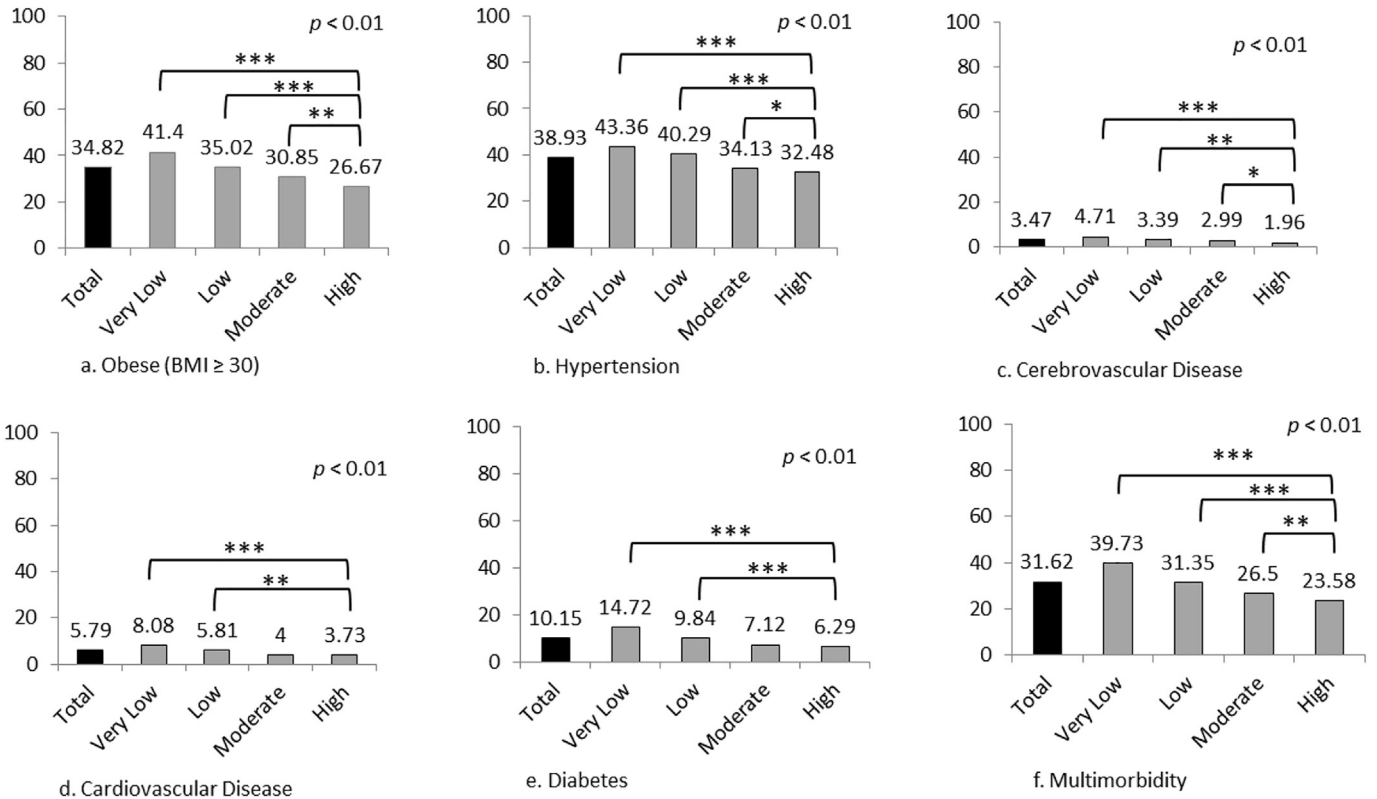 100
80
60
40
20
0
p < 0.01
***
***
**
34.82
41.4
35.02
30.85
26.67
Total
Very Low
Low
Moderate
High
a. Obese (BMI ≥ 30)
100
80
60
40
20
0
p < 0.01
***
***
*
38.93
43.36
40.29
34.13
32.48
Total
Very Low
Low
Moderate
High
b. Hypertension
100
80
60
40
20
0
p < 0.01
***
**
*
3.47
4.71
3.39
2.99
1.96
Total
Very Low
Low
Moderate
High
c. Cerebrovascular Disease
100
80
60
40
20
0
p < 0.01
***
**
5.79
8.08
5.81
4
3.73
Total
Very Low
Low
Moderate
High
d. Cardiovascular Disease
100
80
60
40
20
0
p < 0.01
***
***
10.15
14.72
9.84
7.12
6.29
Total
Very Low
Low
Moderate
High
e. Diabetes
100
80
60
40
20
0
p < 0.01
***
***
**
31.62
39.73
31.35
26.5
23.58
Total
Very Low
Low
Moderate
High
f. Multimorbidity